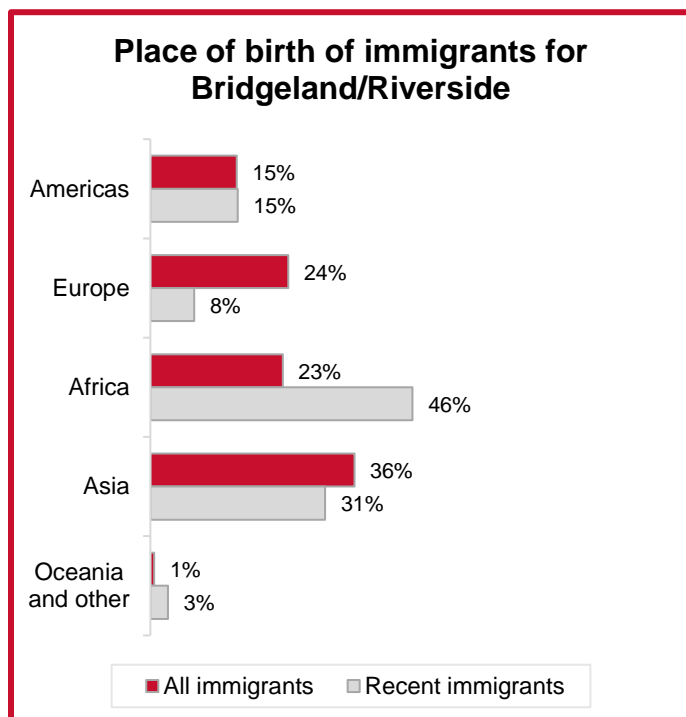 Place of birth of immigrants for
Bridgeland/Riverside
Americas
15%
15%
Europe
24%
8%
Africa
23%
46%
Asia
36%
31%
Oceania
and other
1%
3%
All immigrants
Recent immigrants